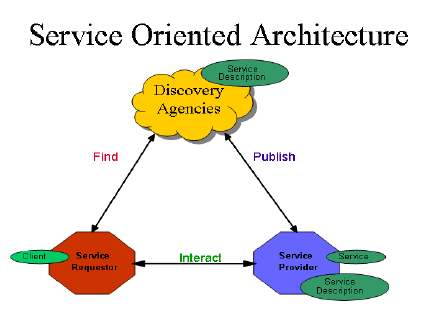 Service Oriented Architecture
Service
Description
Discovery
Agencies
Find
Publish
Client
Service
Requestor
Interact
Service
Provider
Service
Service
Description